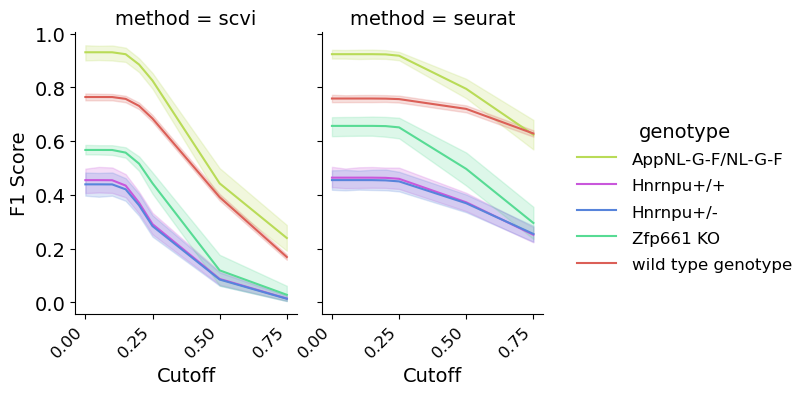 method = scvi
method = seurat
F1 Score
1.0
0.8
0.6
0.4
0.2
0.0
0.00
0.25
0.50
0.75
0.00
0.25
0.50
0.75
Cutoff
Cutoff
genotype
AppNL-G-F/NL-G-F
Hnrnpu+/+
Hnrnpu+/-
Zfp661 KO
wild type genotype